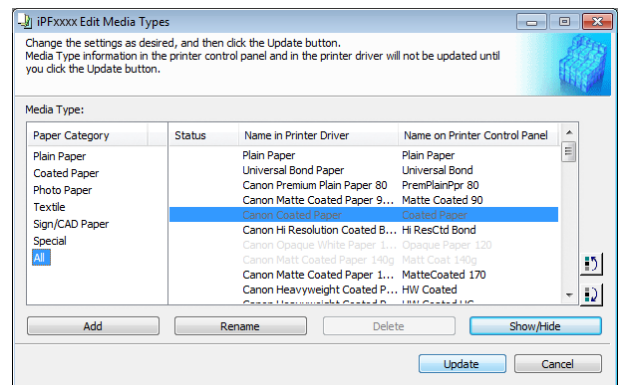 iPFxxxx Edit Media Types
Change the settings as desired, and then click the Update button.
Media Type information in the printer control panel and in the printer driver will not be updated until
you click the Update button.
Media Type:
Paper Category Status Name in Printer Driver Name on Printer Control Panel
Plain Paper Plain Paper Plain Paper
Coated Paper Universal Bond Paper Universal Bond
Photo Paper Canon Premium Plain Paper 80 PremPlainPpr 80
Textile Canon Matte Coated Paper 9... Matte Coated 90
Sign/CAD Paper Canon Coated Paper Coated Paper
Special Canon Hi Resolution Coated B... Hi ResCtd Bond
All Canon Opaque White Paper 1... Opaque Paper 120
Canon Matt Coated Paper 140g Matt Coat 140g
Canon Matte Coated Paper 1... MatteCoated 170
Canon Heavyweight Coated P... HW Coated
Canon Heavyweight Coated P... HW Coated HG
Add Rename Delete Show/Hide
Update Cancel